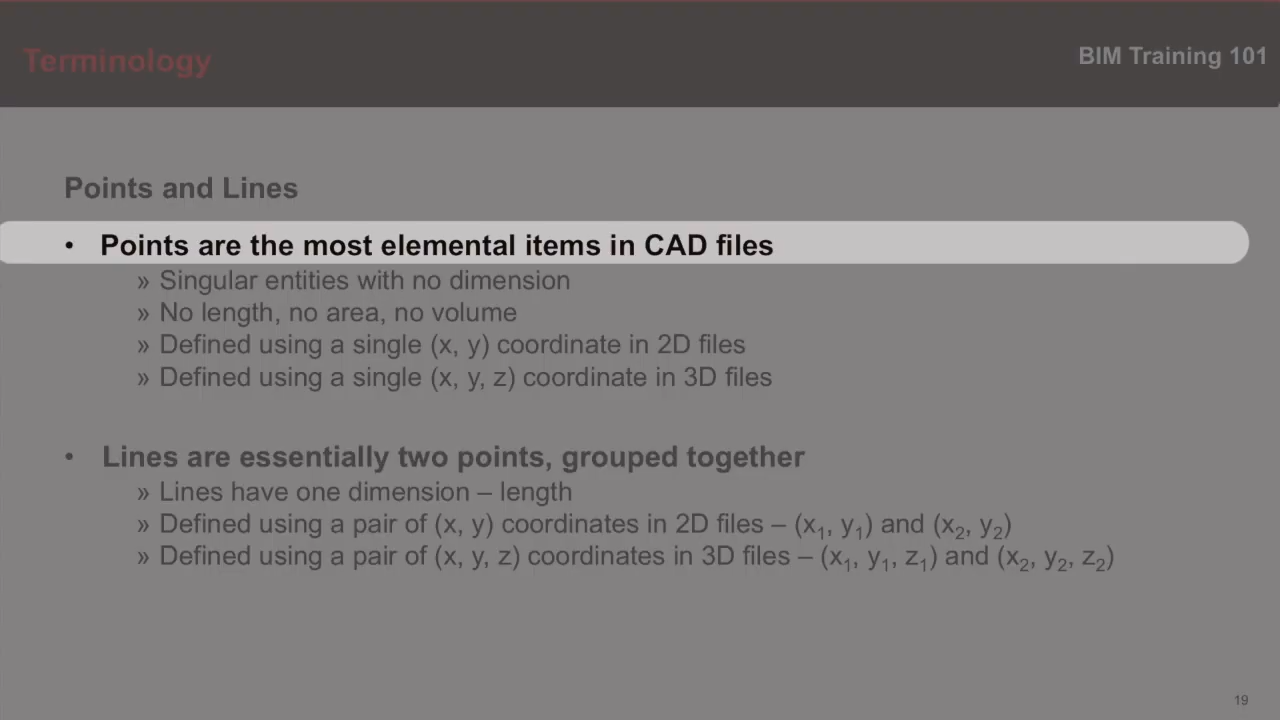 Terminology
BIM Training 101
Points and Lines
• Points are the most elemental items in CAD files
» Singular entities with no dimension
» No length, no area, no volume
» Defined using a single (x, y) coordinate in 2D files
» Defined using a single (x, y, z) coordinate in 3D files
• Lines are essentially two points, grouped together
» Lines have one dimension – length
» Defined using a pair of (x, y) coordinates in 2D files – (x₁, y₁) and (x₂, y₂)
» Defined using a pair of (x, y, z) coordinates in 3D files – (x₁, y₁, z₁) and (x₂, y₂, z₂)
19